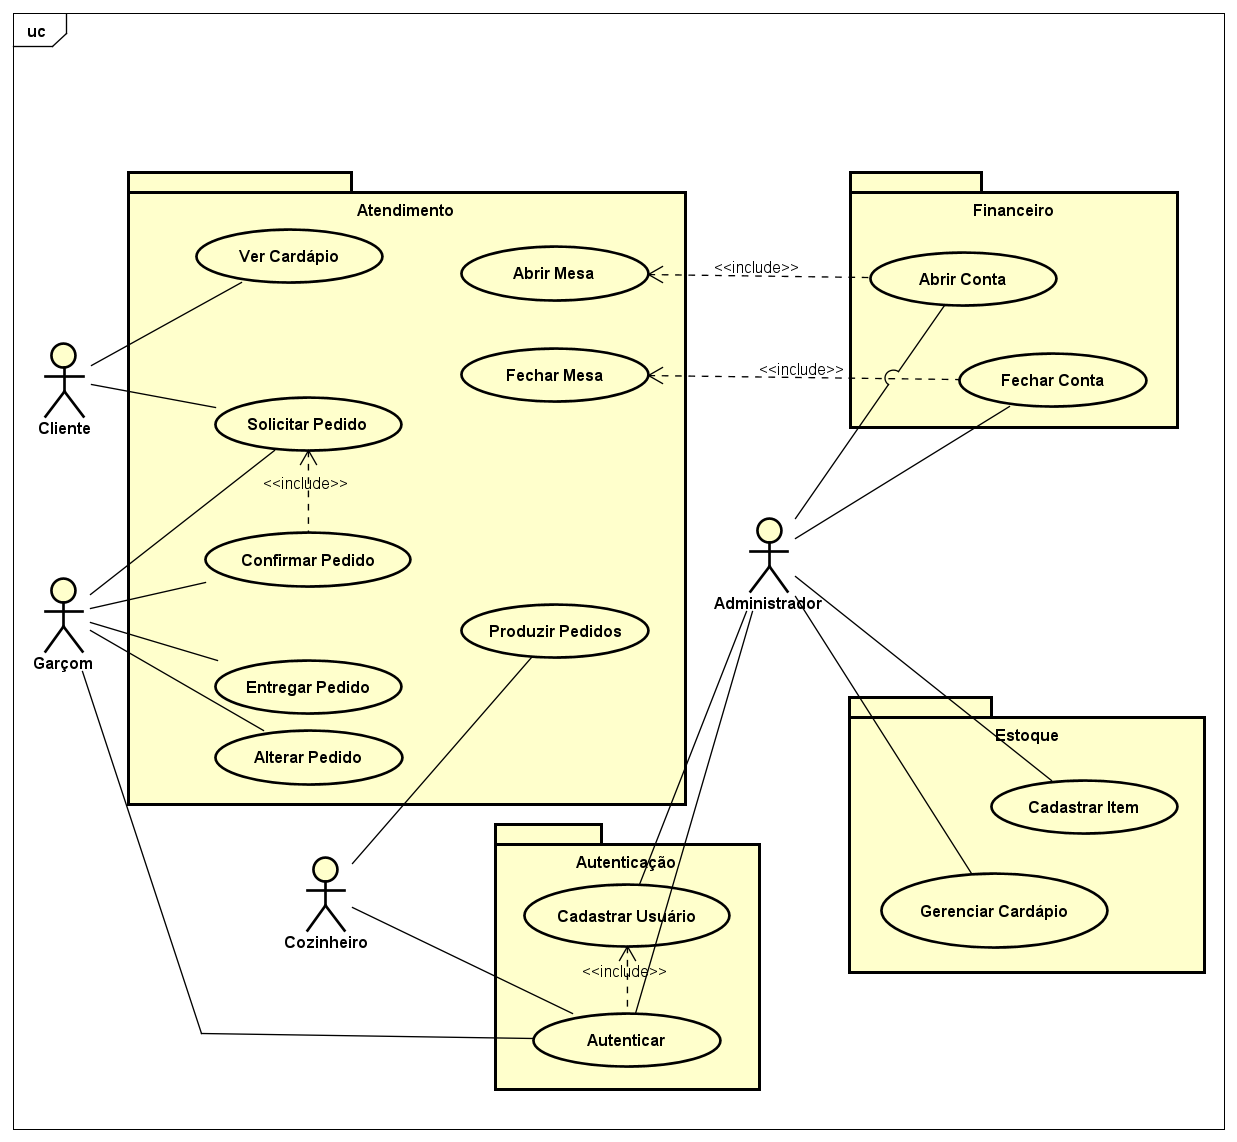 uc
Atendimento
Financeiro
Ver Cardápio
Abrir Mesa
<<include>>
Abrir Conta
Fechar Mesa
<<include>>
Fechar Conta
Cliente
Solicitar Pedido
<<include>>
Confirmar Pedido
Administrador
Garçom
Produzir Pedidos
Entregar Pedido
Alterar Pedido
Estoque
Cadastrar Item
Autenticação
Cadastrar Usuário
Gerenciar Cardápio
Cozinheiro
<<include>>
Autenticar